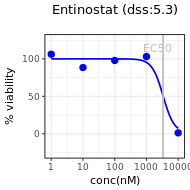 Entinostat (dss:5.3)
EC50
100
50
0
% viability
1 10 100 1000 10000
conc(nM)